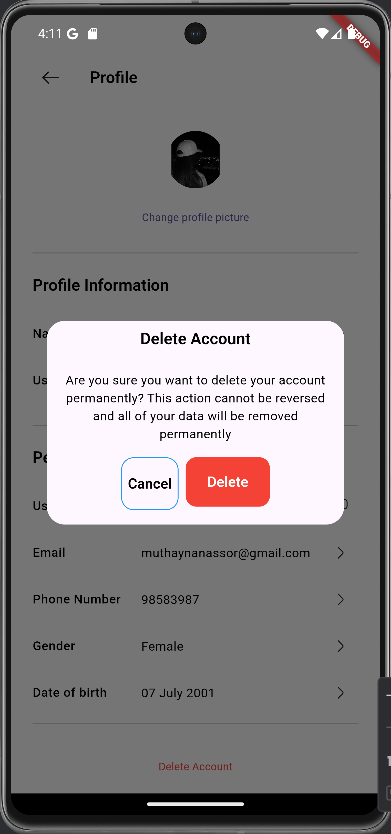 4:11 G
DEBUG
Profile
Change profile picture
Profile Information
Na
Delete Account
Us
Are you sure you want to delete your account
permanently? This action cannot be reversed
and all of your data will be removed
permanently
Pe
Cancel
Delete
Us
Email muthaynanassor@gmail.com
Phone Number 98583987
Gender Female
Date of birth 07 July 2001
Delete Account